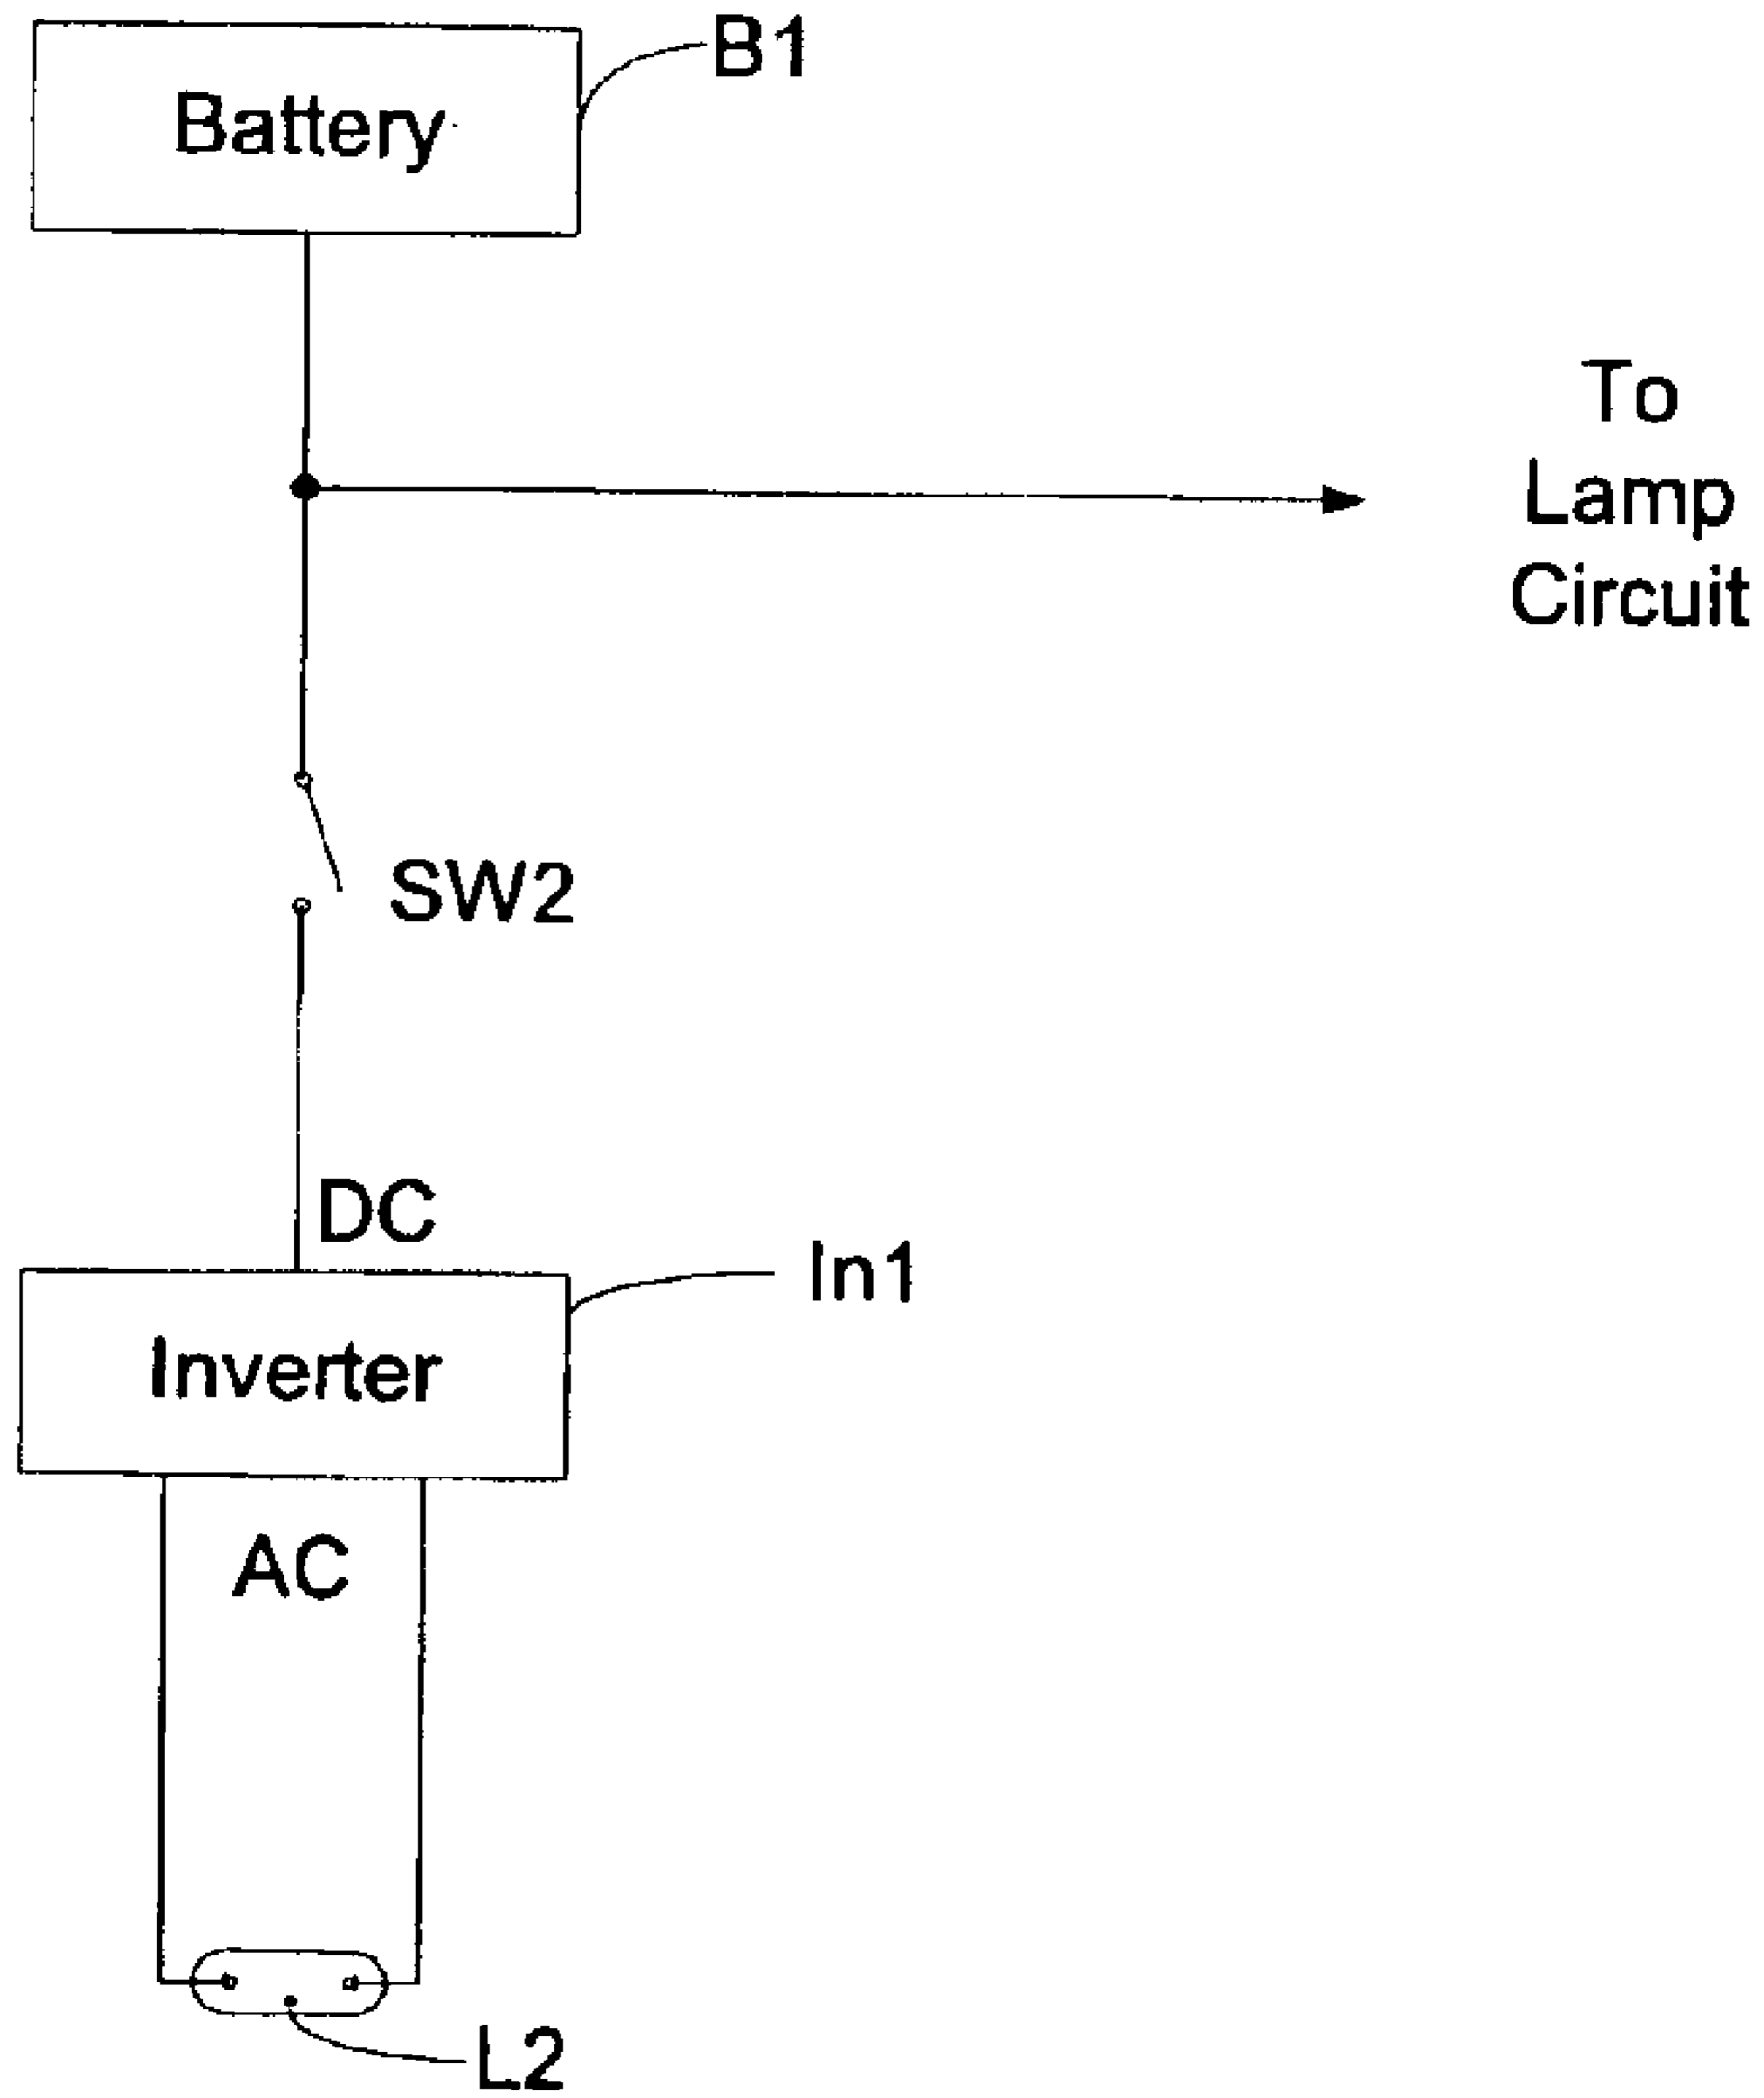 B1
Battery
To
Lamp
Circuit
SW2
DC
In1
Inverter
AC
L2